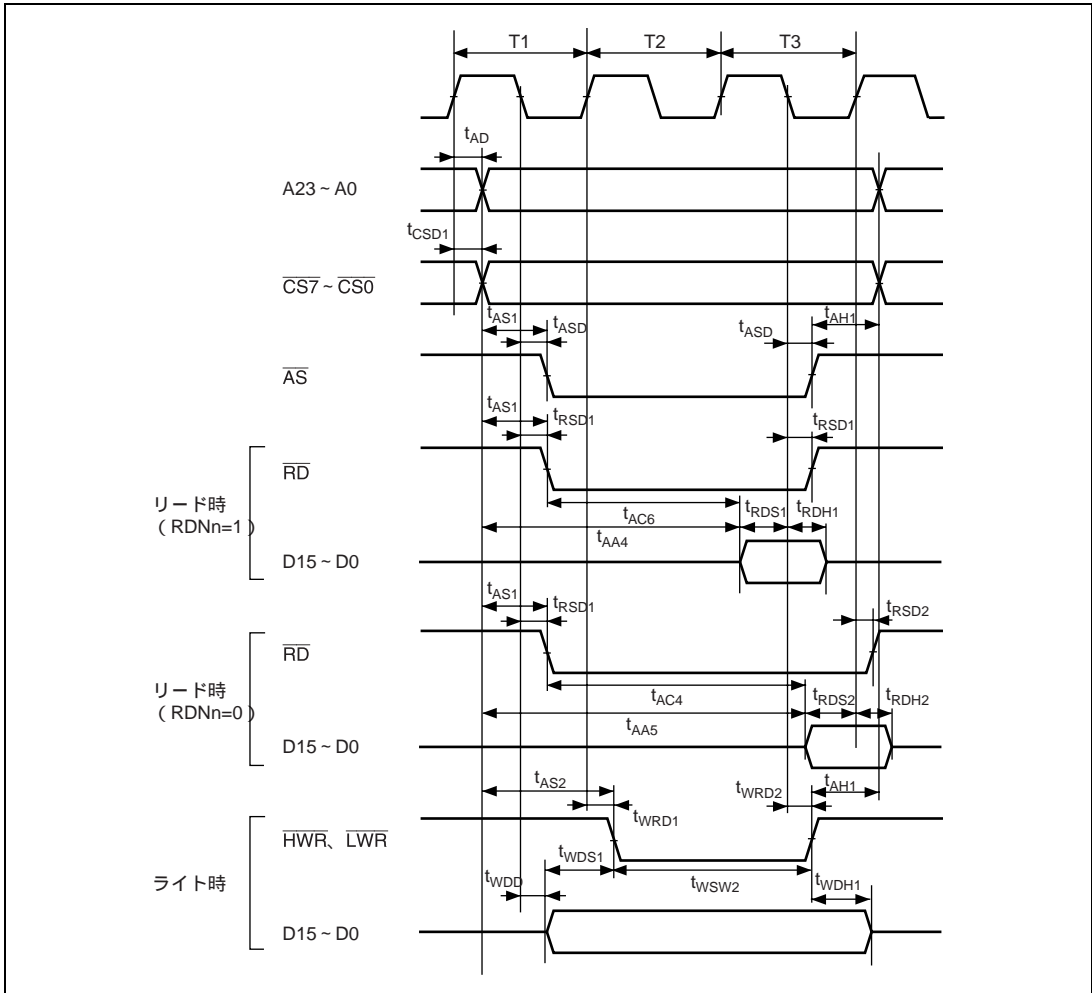 T1 T2 T3
tAD
A23 ~ A0
tCSD1
CS7 ~ CS0
tAS1 tASD tASD tAH1
AS
tAS1 tRSD1 tRSD1
RD
リード時
( RDNn=1 )
tAC6 tRDS1 tRDH1
tAA4
D15 ~ D0
tAS1 tRSD1 tRSD2
RD
リード時
( RDNn=0 )
tAC4 tRDS2 tRDH2
tAA5
D15 ~ D0
tAS2 tWRD1 tWRD2 tAH1
HWR、LWR
ライト時
tWDD tWDS1 tWSW2 tWDH1
D15 ~ D0